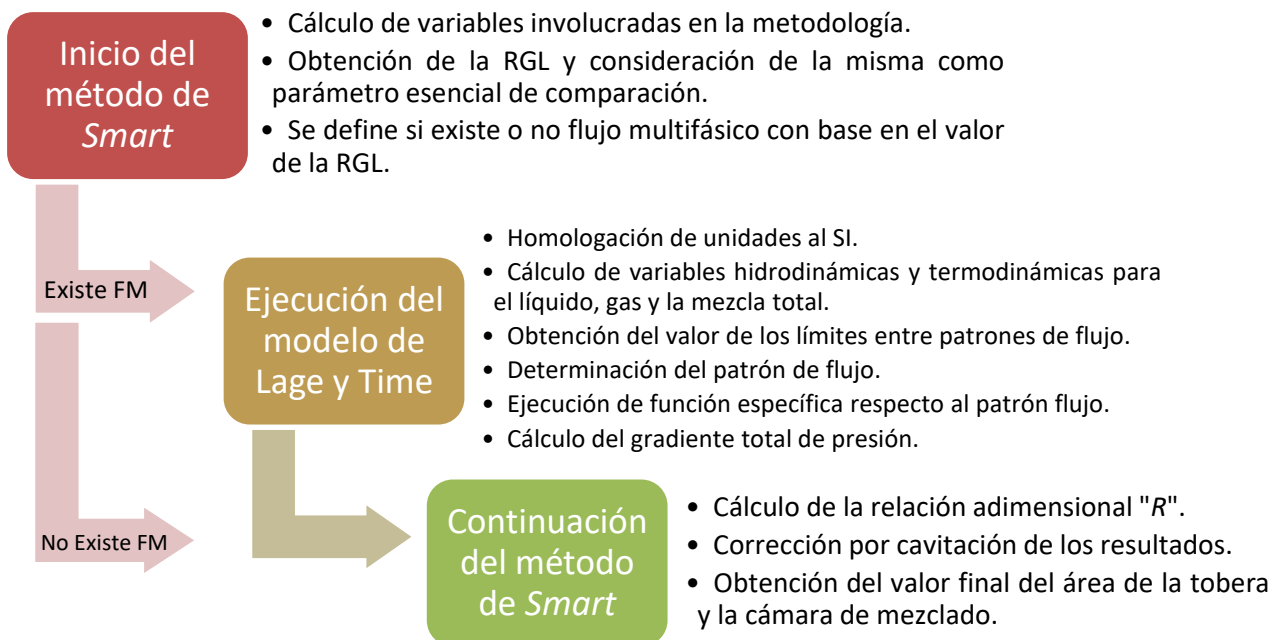 Inicio del
método de
Smart
• Cálculo de variables involucradas en la metodología.
• Obtención de la RGL y consideración de la misma como
parámetro esencial de comparación.
• Se define si existe o no flujo multifásico con base en el valor
de la RGL.
Existe FM
Ejecución del
modelo de
Lage y Time
• Homologación de unidades al SI.
• Cálculo de variables hidrodinámicas y termodinámicas para
el líquido, gas y la mezcla total.
• Obtención del valor de los límites entre patrones de flujo.
• Determinación del patrón de flujo.
• Ejecución de función específica respecto al patrón flujo.
• Cálculo del gradiente total de presión.
No Existe FM
Continuación
del método
de Smart
• Cálculo de la relación adimensional "R".
• Corrección por cavitación de los resultados.
• Obtención del valor final del área de la tobera
y la cámara de mezclado.